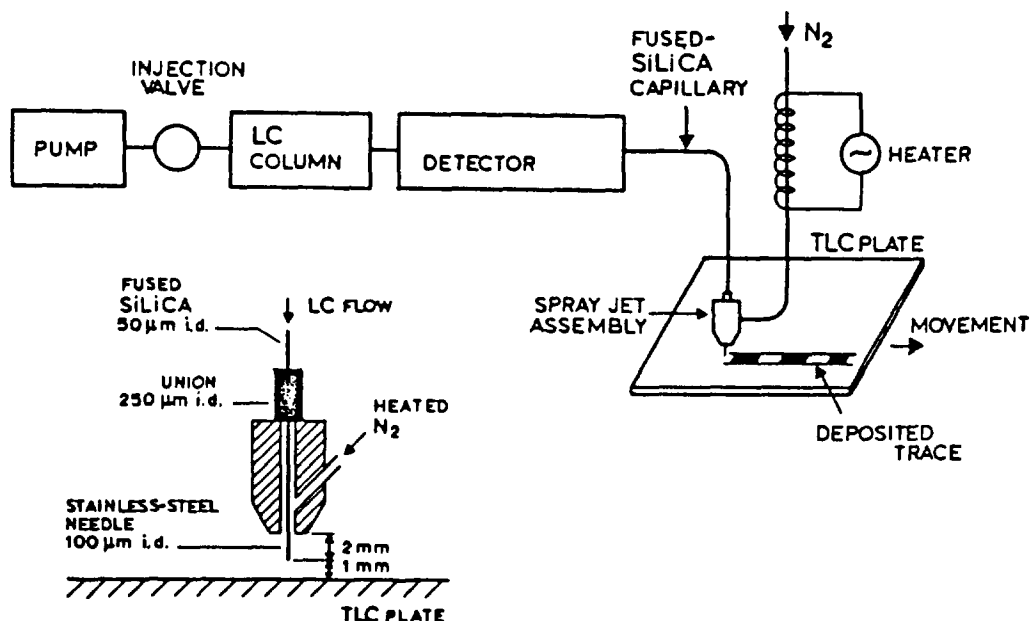 INJECTION
VALVE
PUMP
LC
COLUMN
DETECTOR
FUSED-
SiLiCA
CAPILLARY
N2
HEATER
TLC PLATE
SPRAY JET
ASSEMBLY
MOVEMENT
DEPOSITED
TRACE
FUSED
SiLiCA
50 µm i.d.
LC FLOW
UNION
250 µm i.d.
HEATED
N2
STAINLESS-STEEL
NEEDLE
100 µm i.d.
2 mm
1 mm
TLC PLATE